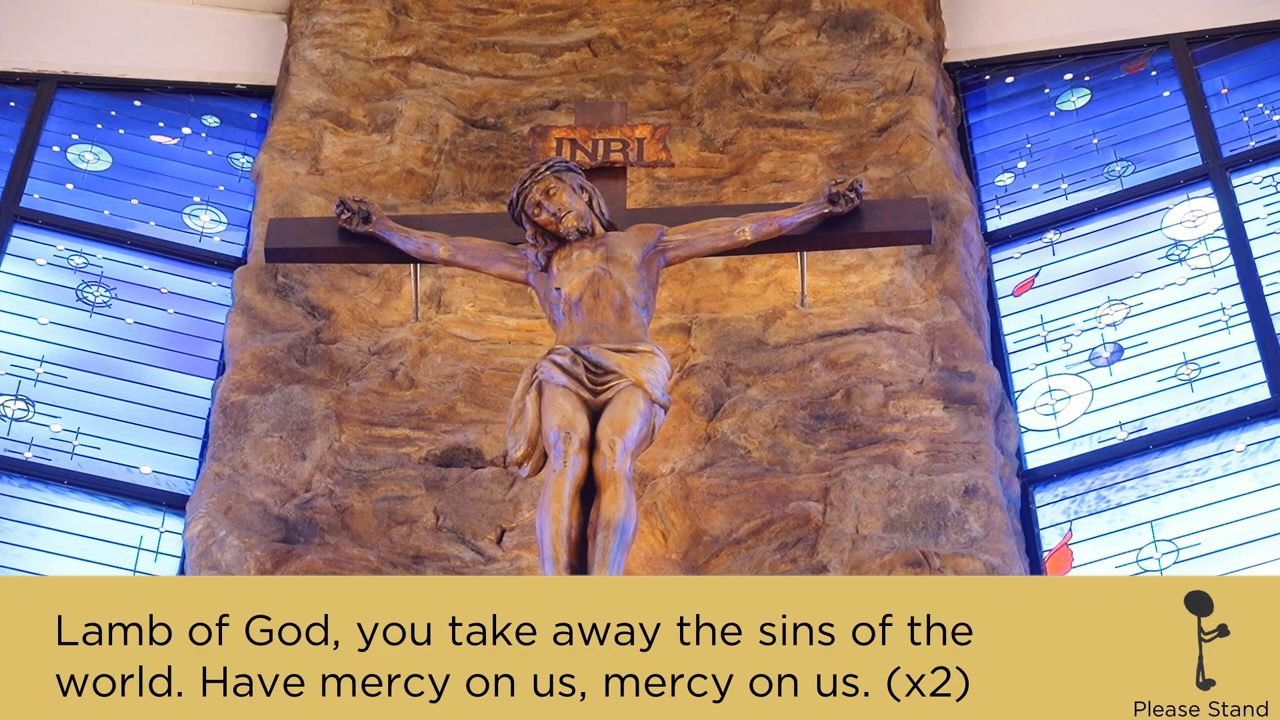 INRI
Lamb of God, you take away the sins of the
world. Have mercy on us, mercy on us. (x2)
Please Stand